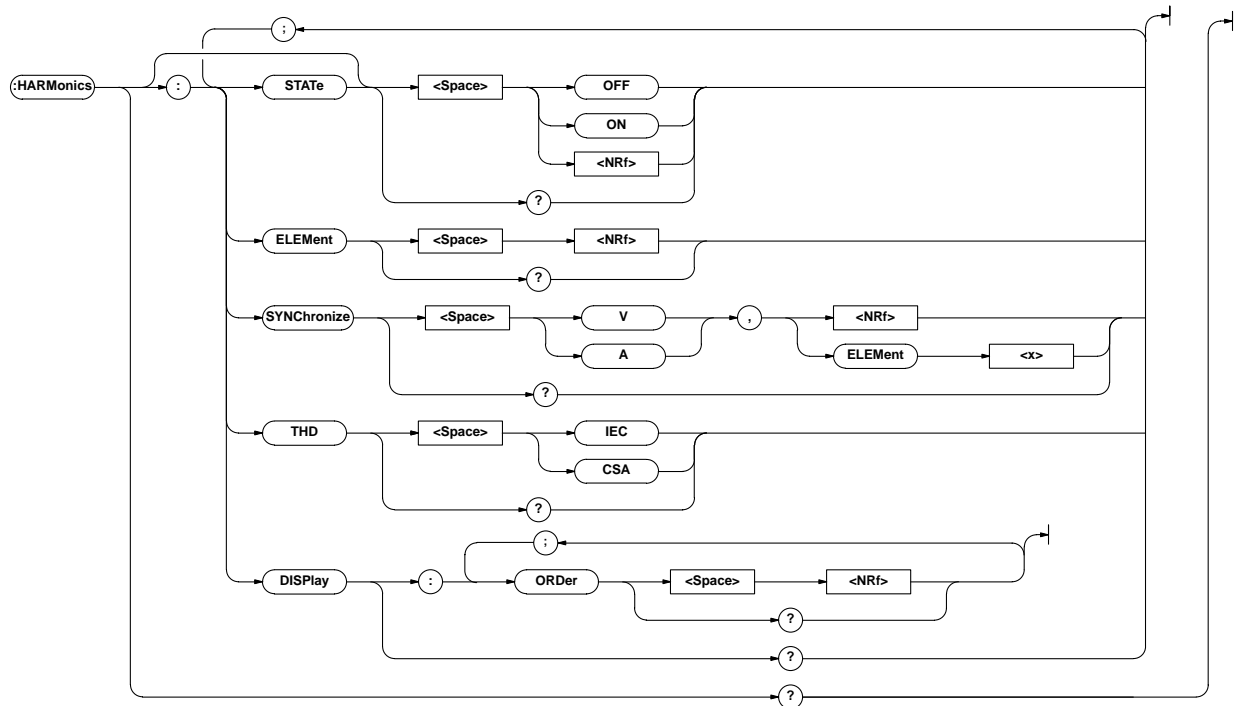 ;
:HARMonics : STATe <Space> OFF
ON
<NRf>
?
ELEMent <Space> <NRf>
?
SYNChronize <Space> V , <NRf>
A ELEMent <x>
?
THD <Space> IEC
CSA
?
;
DISPlay : ORDer <Space> <NRf>
?
?
?